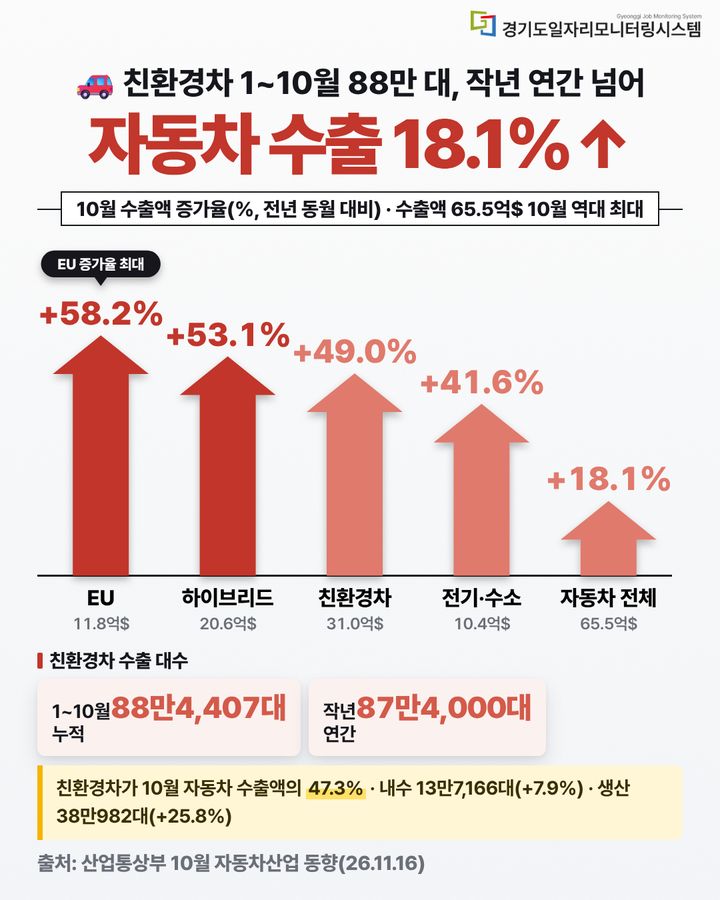 Gyeonggi Job Monitoring System
경기도일자리모니터링시스템
친환경차 1~10월 88만 대, 작년 연간 넘어
자동차 수출 18.1%↑
10월 수출액 증가율(%, 전년 동월 대비) · 수출액 65.5억$ 10월 역대 최대
EU 증가율 최대
+58.2%
+53.1%
+49.0%
+41.6%
+18.1%
EU
하이브리드
친환경차
전기·수소
자동차 전체
11.8억$
20.6억$
31.0억$
10.4억$
65.5억$
친환경차 수출 대수
1~10월 88만4,407대
누적
작년 87만4,000대
연간
친환경차가 10월 자동차 수출액의 47.3% · 내수 13만7,166대(+7.9%) · 생산
38만982대(+25.8%)
출처: 산업통상부 10월 자동차산업 동향(26.11.16)